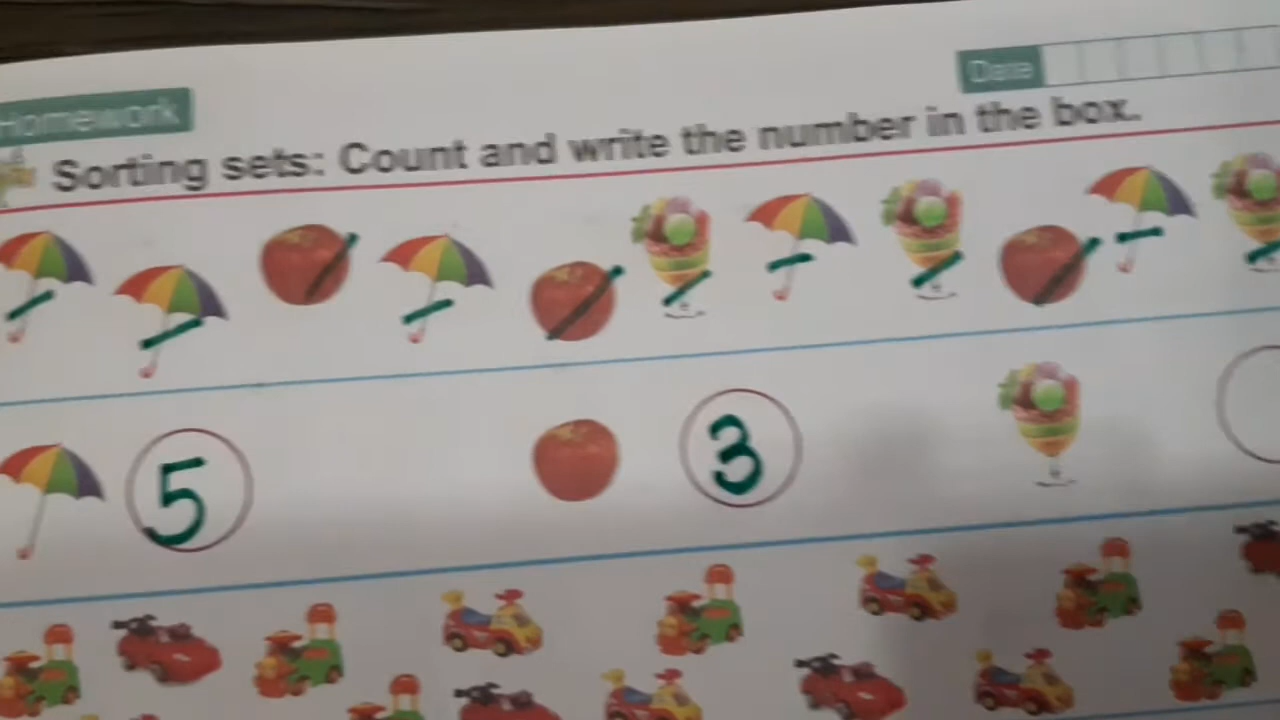 Date
Homework
Sorting sets: Count and write the number in the box.
5 3